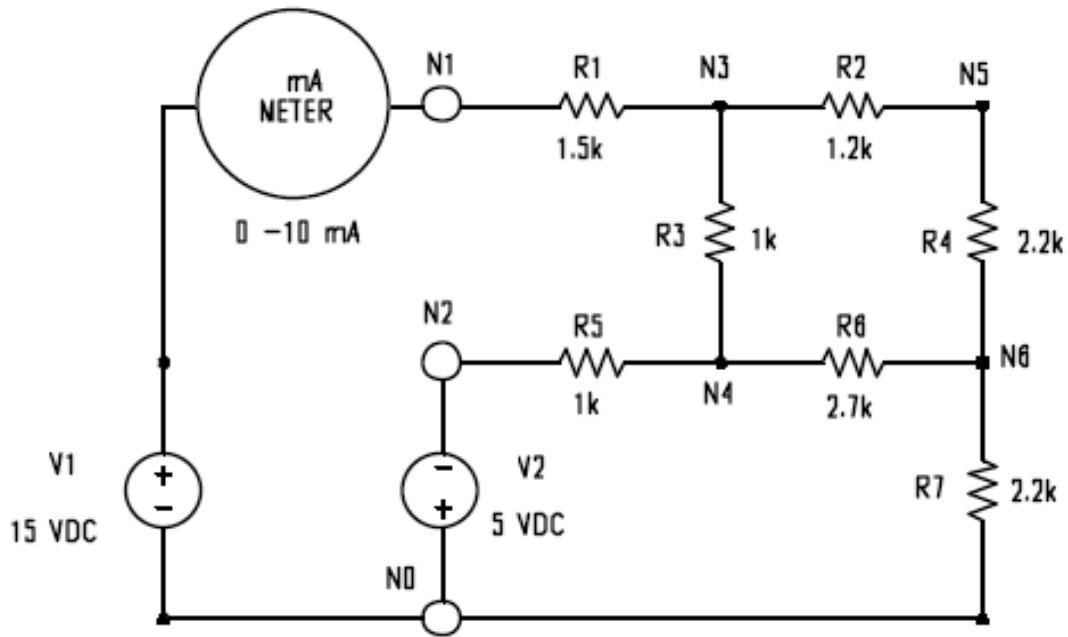 mA
NETER
0 -10 mA
N1
R1
1.5k
N3
R2
1.2k
N5
R3
1k
R4
2.2k
N2
R5
1k
N4
R6
2.7k
N6
V1
+
-
15 VDC
-
+
V2
5 VDC
R7
2.2k
N0